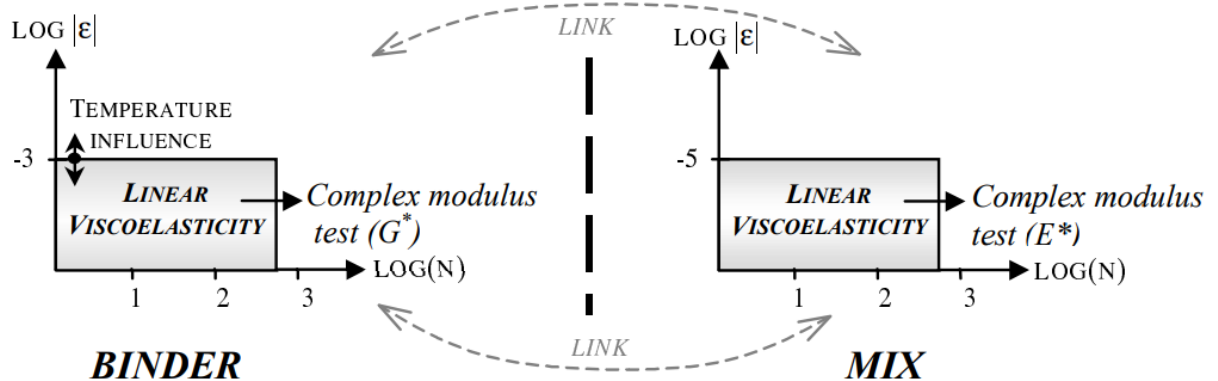 LOG |ε|
TEMPERATURE
INFLUENCE
-3
LINEAR
VISCOELASTICITY
Complex modulus
test (G*)
LOG(N)
1 2 3
BINDER
LINK
LINK
LOG |ε|
-5
LINEAR
VISCOELASTICITY
Complex modulus
test (E*)
LOG(N)
1 2 3
MIX